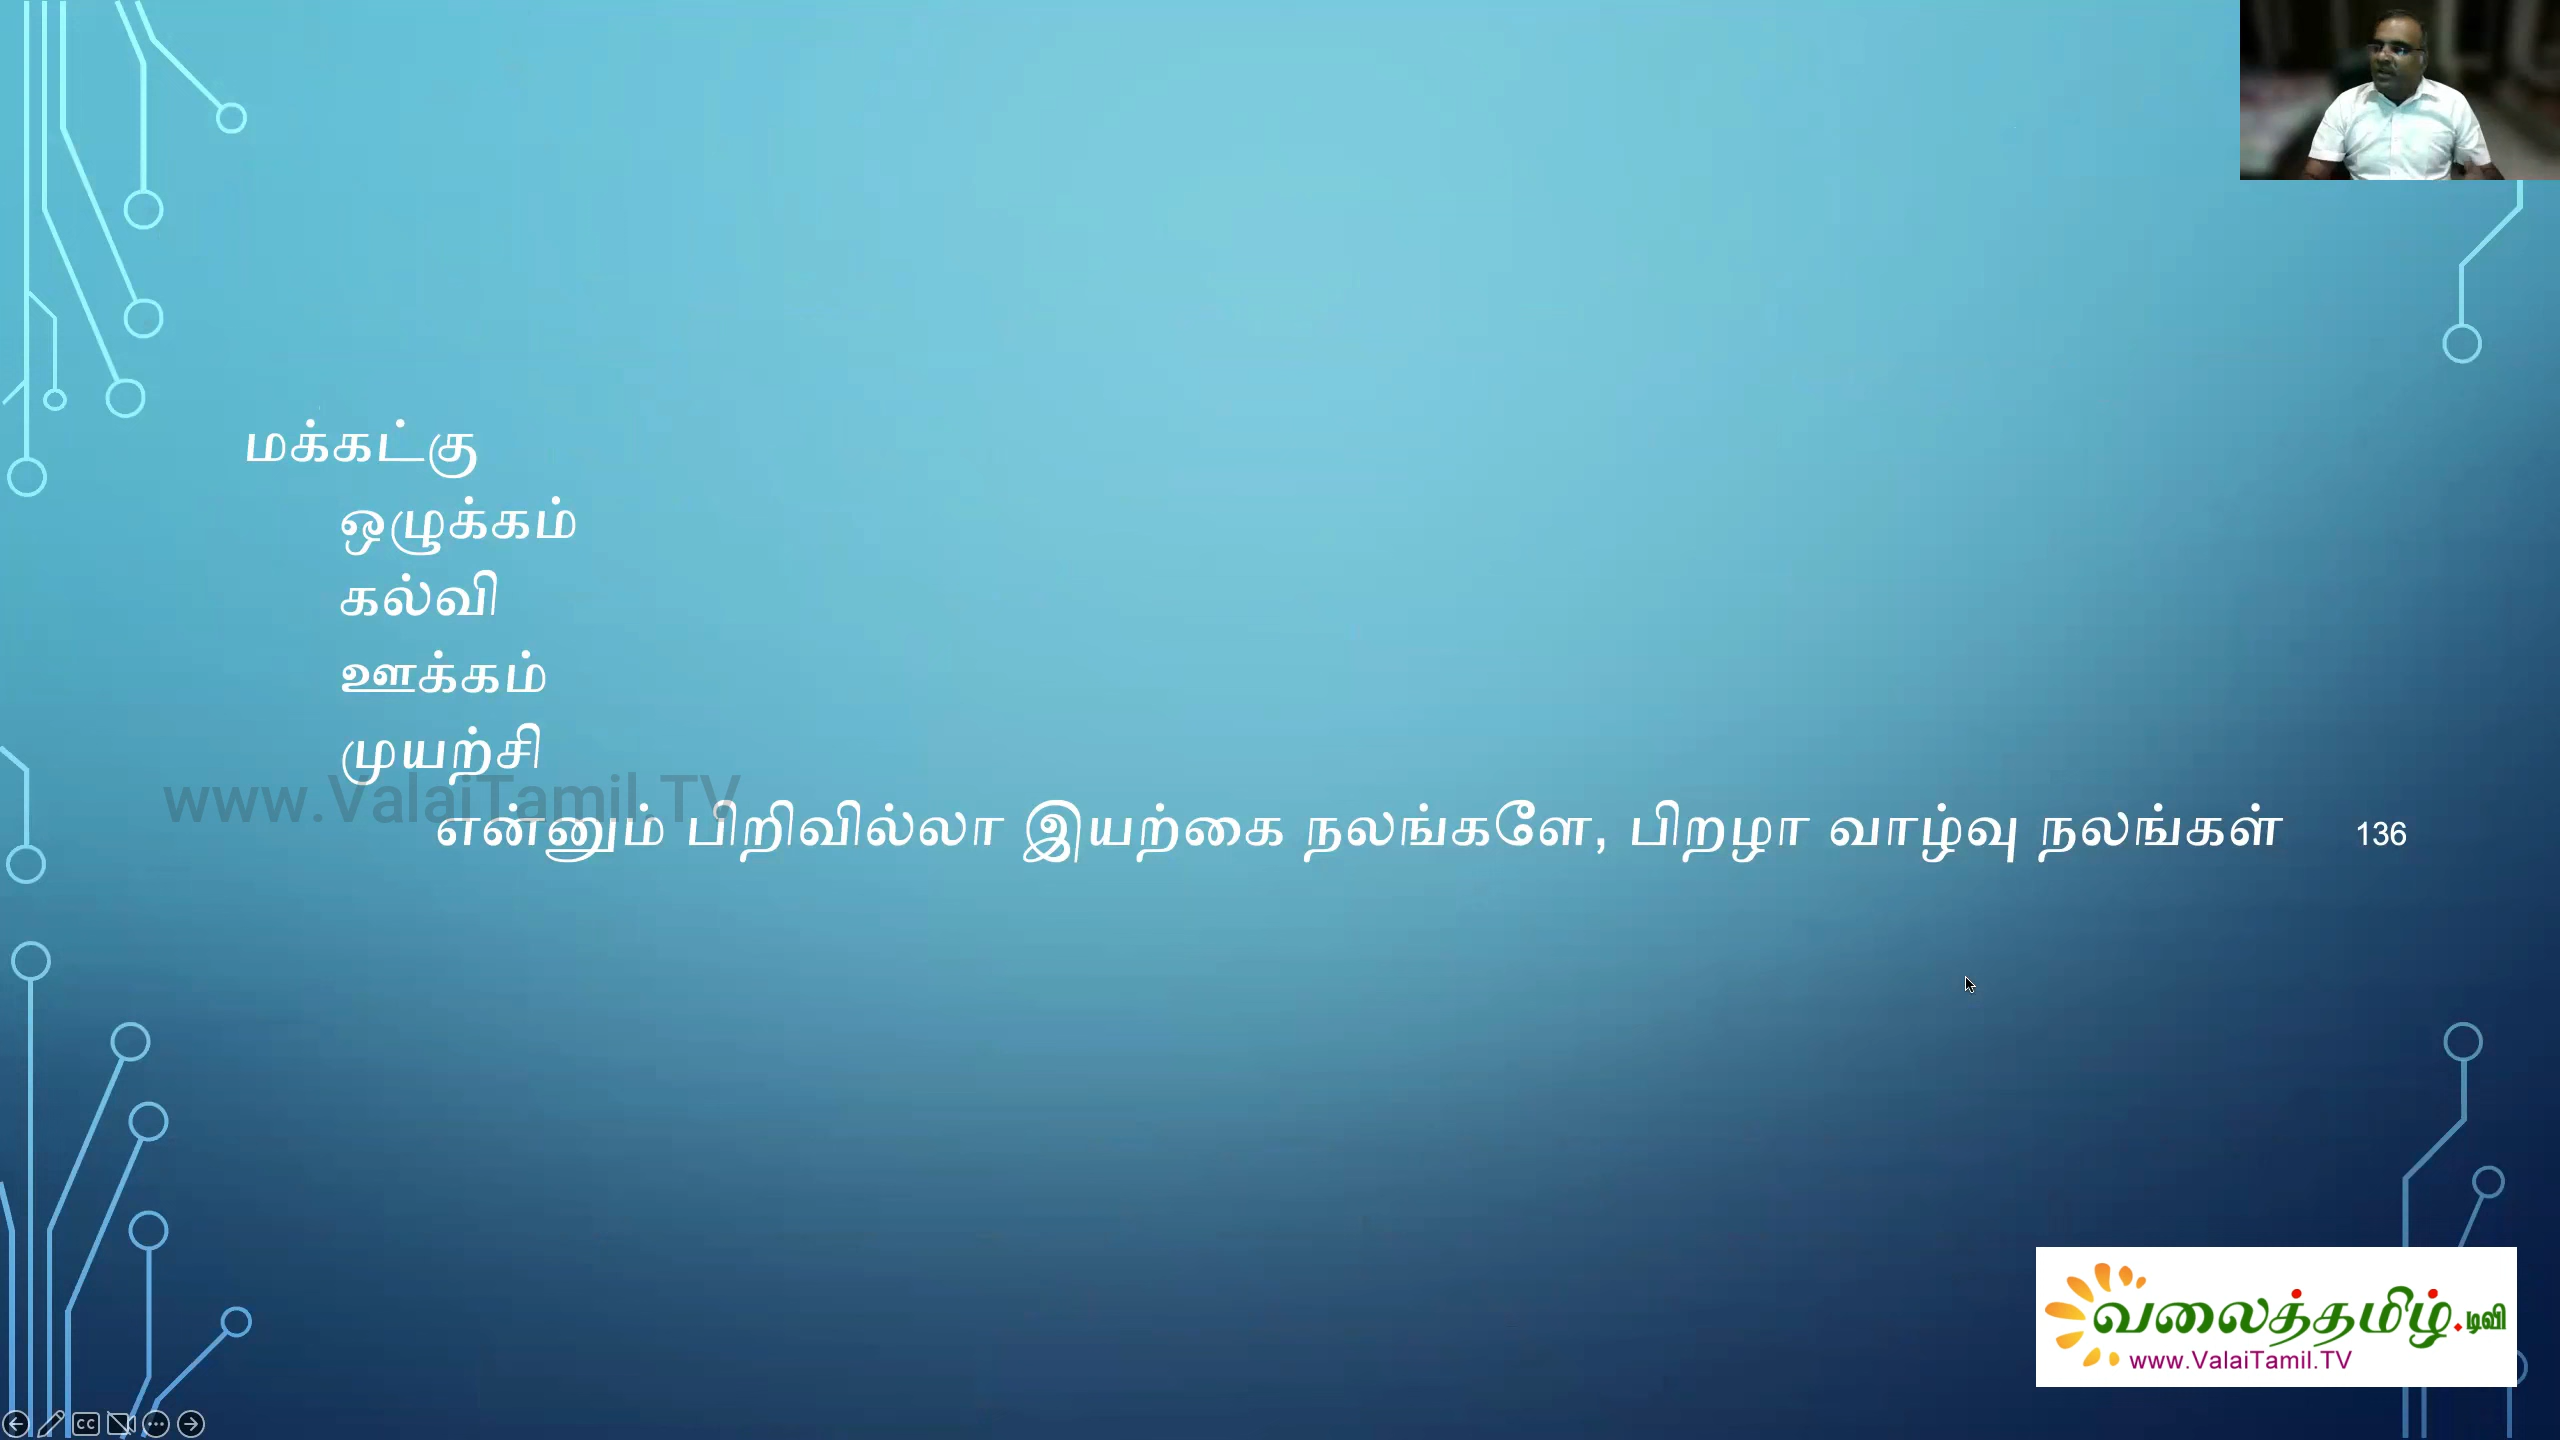 மக்கட்கு
ஒழுக்கம்
கல்வி
ஊக்கம்
முயற்சி
www.ValaiTamil.TV
என்னும் பிறிவில்லா இயற்கை நலங்களே, பிறழா வாழ்வு நலங்கள் 136
வலைத்தமிழ்.டிவி
www.ValaiTamil.TV
CC